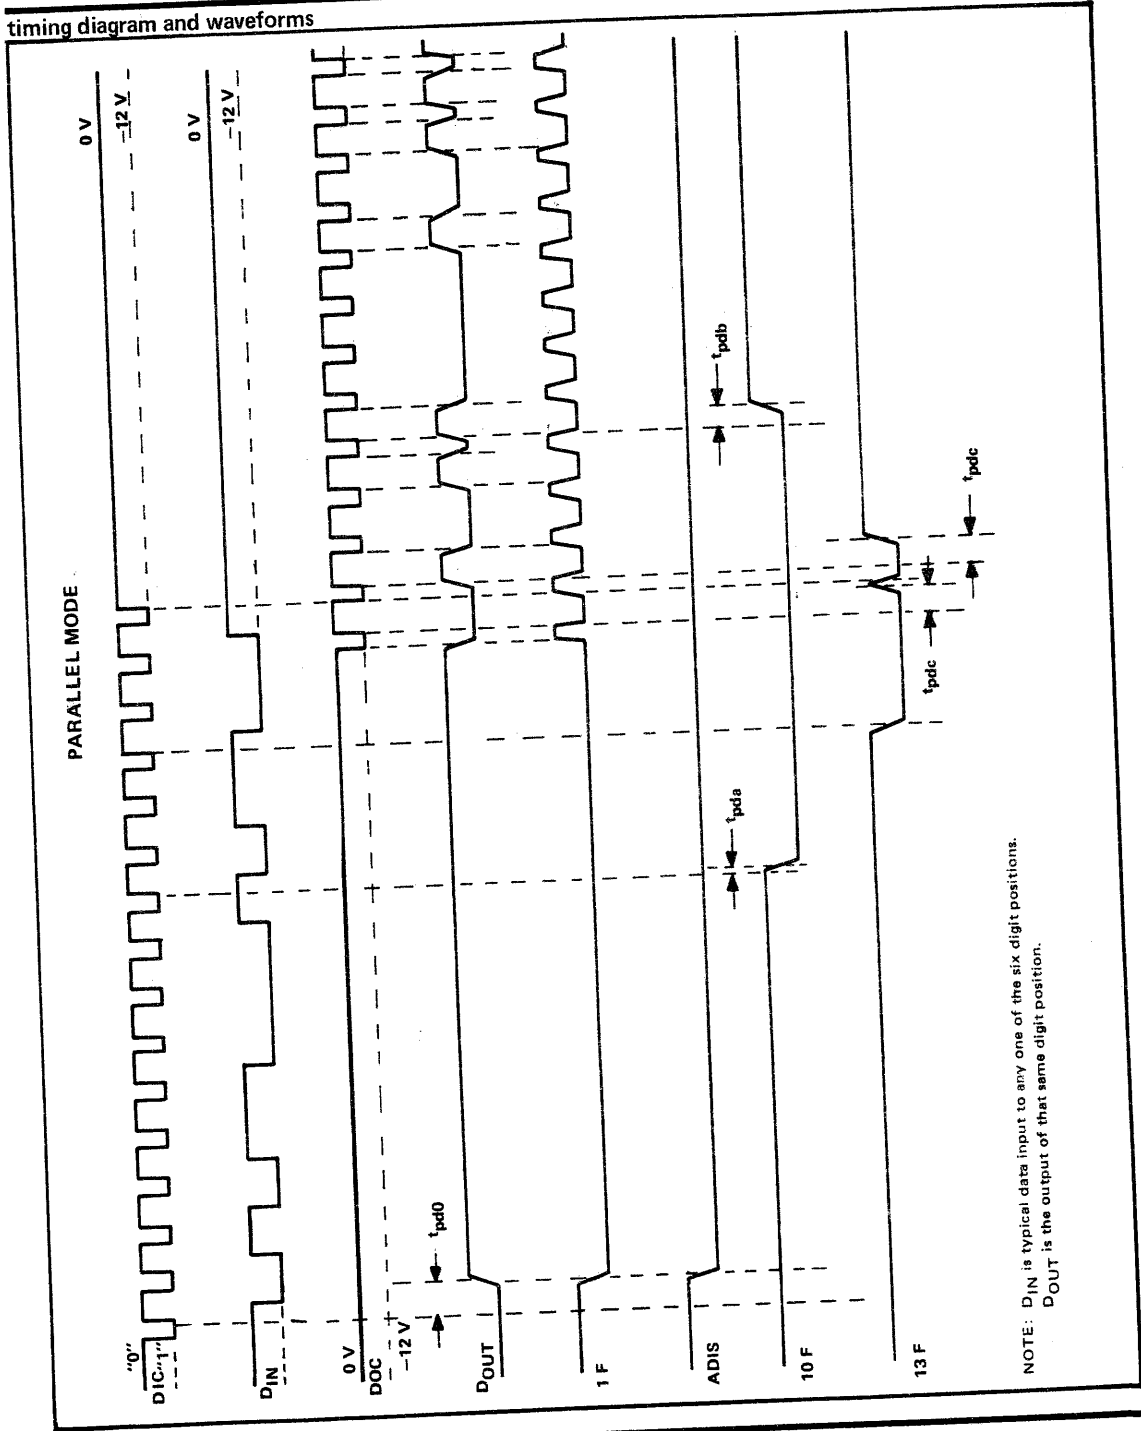 timing diagram and waveforms
PARALLEL MODE
"0"
DIC"1"
0 V
-12 V
DIN
0 V
-12 V
0 V
DOC
-12 V
DOUT
tpd0
1 F
ADIS
tpda
tpdb
10 F
13 F
tpdc
tpdc
NOTE: DIN is typical data input to any one of the six digit positions.
DOUT is the output of that same digit position.